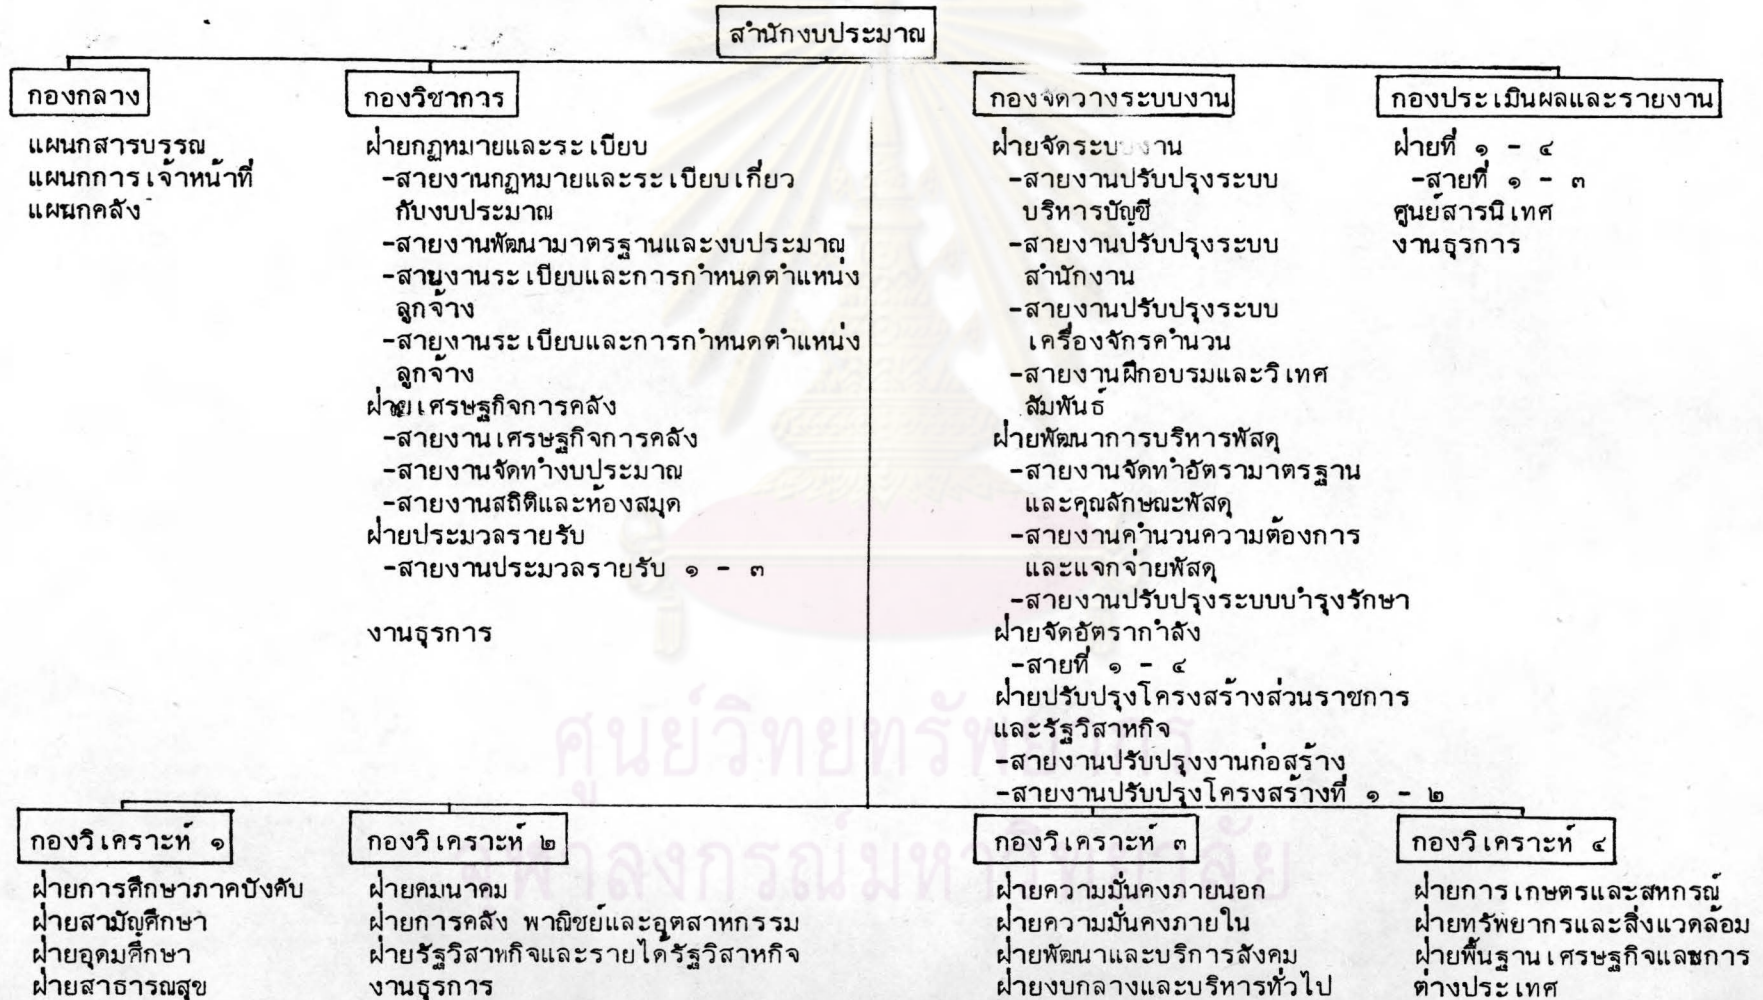 สำนักงบประมาณ
กองกลาง
แผนกสารบรรณ
แผนกการเจ้าหน้าที่
แผนกคลัง
กองวิชาการ
ฝ่ายกฏหมายและระเบียบ
-สายงานกฏหมายและระเบียบเกี่ยว
กับงบประมาณ
-สายงานพัฒนามาตรฐานและงบประมาณ
-สายงานระเบียบและการกำหนดตำแหน่ง
ลูกจ้าง
-สายงานระเบียบและการกำหนดตำแหน่ง
ลูกจ้าง
ฝ่ายเศรษฐกิจการคลัง
-สายงานเศรษฐกิจการคลัง
-สายงานจัดทำงบประมาณ
-สายงานสถิติและห้องสมุด
ฝ่ายประมวลรายรับ
-สายงานประมวลรายรับ ๑ - ๓
งานธุรการ
กองจัดวางระบบงาน
ฝ่ายจัดระบบงาน
-สายงานปรับปรุงระบบ
บริหารบัญชี
-สายงานปรับปรุงระบบ
สำนักงาน
-สายงานปรับปรุงระบบ
เครื่องจักรคำนวน
-สายงานฝึกอบรมและวิเทศ
สัมพันธ์
ฝ่ายพัฒนาการบริหารพัสดุ
-สายงานจัดทำอัตรามาตรฐาน
และคุณลักษณะพัสดุ
-สายงานคำนวนความต้องการ
และแจกจ่ายพัสดุ
-สายงานปรับปรุงระบบบำรุงรักษา
ฝ่ายจัดอัตรากำลัง
-สายที่ ๑ - ๔
ฝ่ายปรับปรุงโครงสร้างส่วนราชการ
และรัฐวิสาหกิจ
-สายงานปรับปรุงงานก่อสร้าง
-สายงานปรับปรุงโครงสร้างที่ ๑ - ๒
กองประเมินผลและรายงาน
ฝ่ายที่ ๑ - ๔
-สายที่ ๑ - ๓
ศูนย์สารนิเทศ
งานธุรการ
กองวิเคราะห์ ๑
ฝ่ายการศึกษาภาคบังคับ
ฝ่ายสามัญศึกษา
ฝ่ายอุดมศึกษา
ฝ่ายสาธารณสุข
กองวิเคราะห์ ๒
ฝ่ายคมนาคม
ฝ่ายการคลัง พาณิชย์และอุตสาหกรรม
ฝ่ายรัฐวิสาหกิจและรายได้รัฐวิสาหกิจ
งานธุรการ
กองวิเคราะห์ ๓
ฝ่ายความมั่นคงภายนอก
ฝ่ายความมั่นคงภายใน
ฝ่ายพัฒนาและบริการสังคม
ฝ่ายงบกลางและบริหารทั่วไป
กองวิเคราะห์ ๔
ฝ่ายการเกษตรและสหกรณ์
ฝ่ายทรัพยากรและสิ่งแวดล้อม
ฝ่ายพื้นฐานเศรษฐกิจและการ
ต่างประเทศ
ศูนย์วิทยทรัพยากร
จุฬาลงกรณ์มหาวิทยาลัย